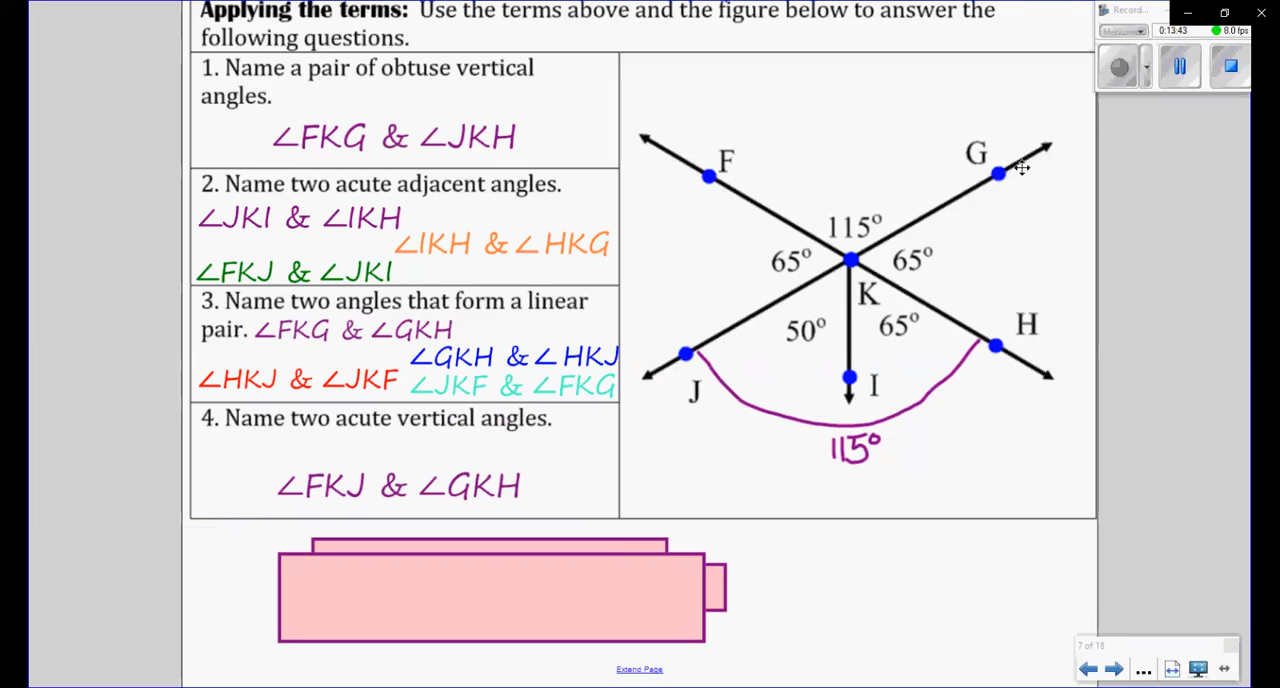 Applying the terms: Use the terms above and the figure below to answer the
following questions.
1. Name a pair of obtuse vertical
angles.
∠FKG & ∠JKH
2. Name two acute adjacent angles.
∠JKI & ∠IKH
∠IKH & ∠HKG
∠FKJ & ∠JKI
3. Name two angles that form a linear
pair. ∠FKG & ∠GKH
∠GKH & ∠HKJ
∠HKJ & ∠JKF
∠JKF & ∠FKG
4. Name two acute vertical angles.
∠FKJ & ∠GKH
F
G
115°
65°
65°
K
50°
65°
H
J
I
115°
Extend Page
Record...
0:13:43
8.0 fps
7 of 18